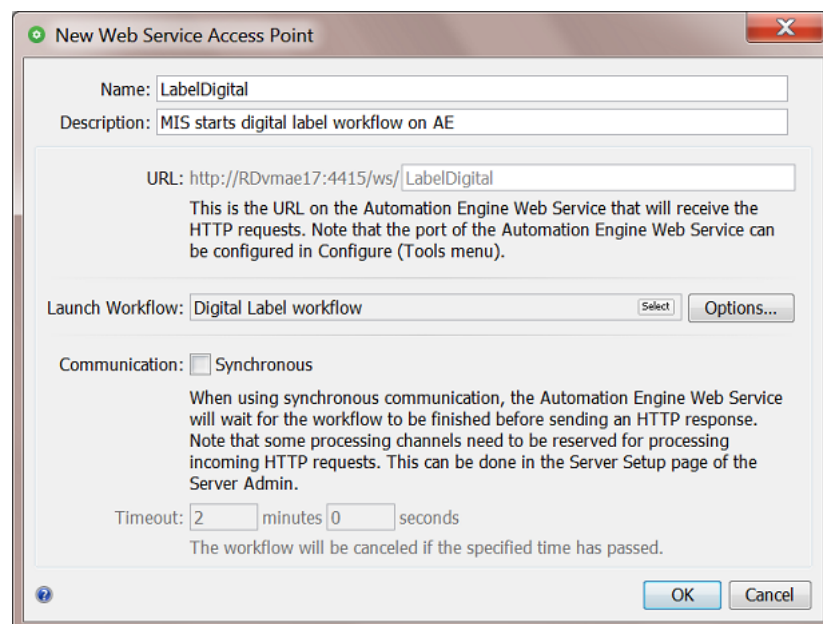 New Web Service Access Point
Name: LabelDigital
Description: MIS starts digital label workflow on AE
URL: http://RDvmae17:4415/ws/ LabelDigital
This is the URL on the Automation Engine Web Service that will receive the
HTTP requests. Note that the port of the Automation Engine Web Service can
be configured in Configure (Tools menu).
Launch Workflow: Digital Label workflow Select Options...
Communication: Synchronous
When using synchronous communication, the Automation Engine Web Service
will wait for the workflow to be finished before sending an HTTP response.
Note that some processing channels need to be reserved for processing
incoming HTTP requests. This can be done in the Server Setup page of the
Server Admin.
Timeout: 2 minutes 0 seconds
The workflow will be canceled if the specified time has passed.
? OK Cancel